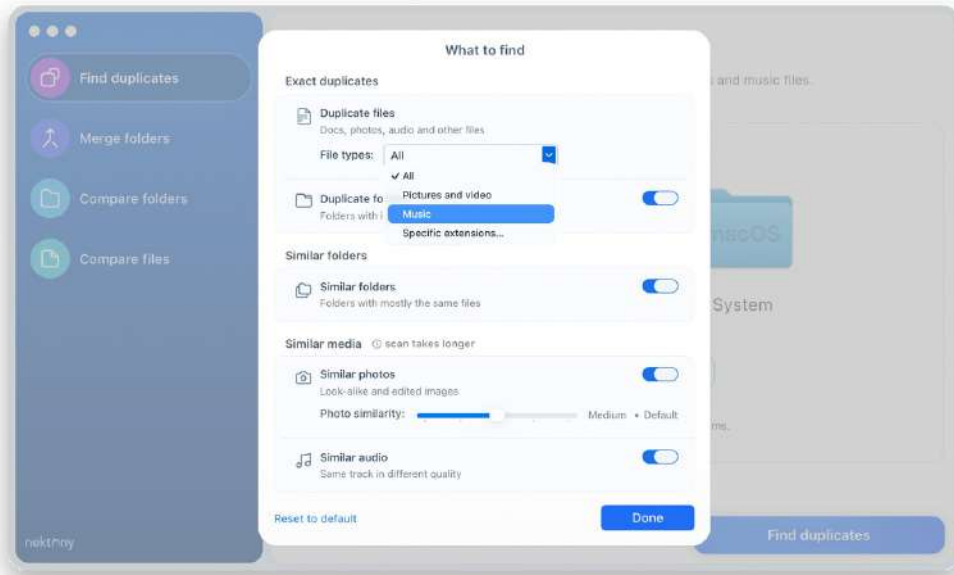 What to find
Exact duplicates
Find duplicates
Duplicate files
Docs, photos, audio and other files
and music files.
Merge folders
File types: All
All
Pictures and video
Compare folders
Duplicate fo
Folders with
Music
Specific extensions...
macOS
Compare files
Similar folders
Similar folders
Folders with mostly the same files
System
Similar media scan takes longer
Similar photos
Look-alike and edited images
Photo similarity: Medium • Default
Similar audio
Same track in different quality
Reset to default
Done
nektony
Find duplicates